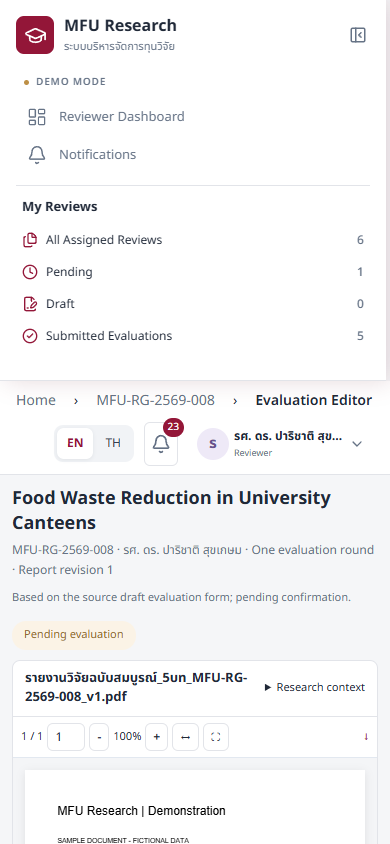 MFU Research
ระบบบริหารจัดการทุนวิจัย
DEMO MODE
Reviewer Dashboard
Notifications
My Reviews
All Assigned Reviews 6
Pending 1
Draft 0
Submitted Evaluations 5
Home › MFU-RG-2569-008 › Evaluation Editor
EN TH 23 S รศ. ดร. ปาริชาติ สุข...
Reviewer
Food Waste Reduction in University
Canteens
MFU-RG-2569-008 · รศ. ดร. ปาริชาติ สุขเกษม · One evaluation round
· Report revision 1
Based on the source draft evaluation form; pending confirmation.
Pending evaluation
รายงานวิจัยฉบับสมบูรณ์_5บท_MFU-RG-
2569-008_v1.pdf
▶ Research context
1 / 1 1 - 100% + ↔ ⛶ ↓
MFU Research | Demonstration
SAMPLE DOCUMENT - FICTIONAL DATA